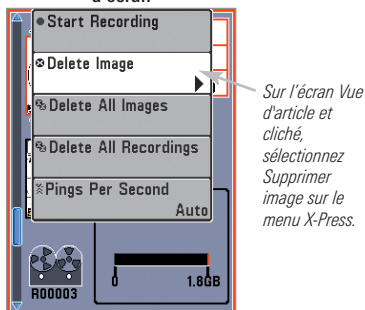 Start Recording
Delete Image
Delete All Images
Delete All Recordings
Pings Per Second
Auto
R00003
0
1.8GB
Sur l'écran Vue
d'article et
cliché,
sélectionnez
Supprimer
image sur le
menu X-Press.